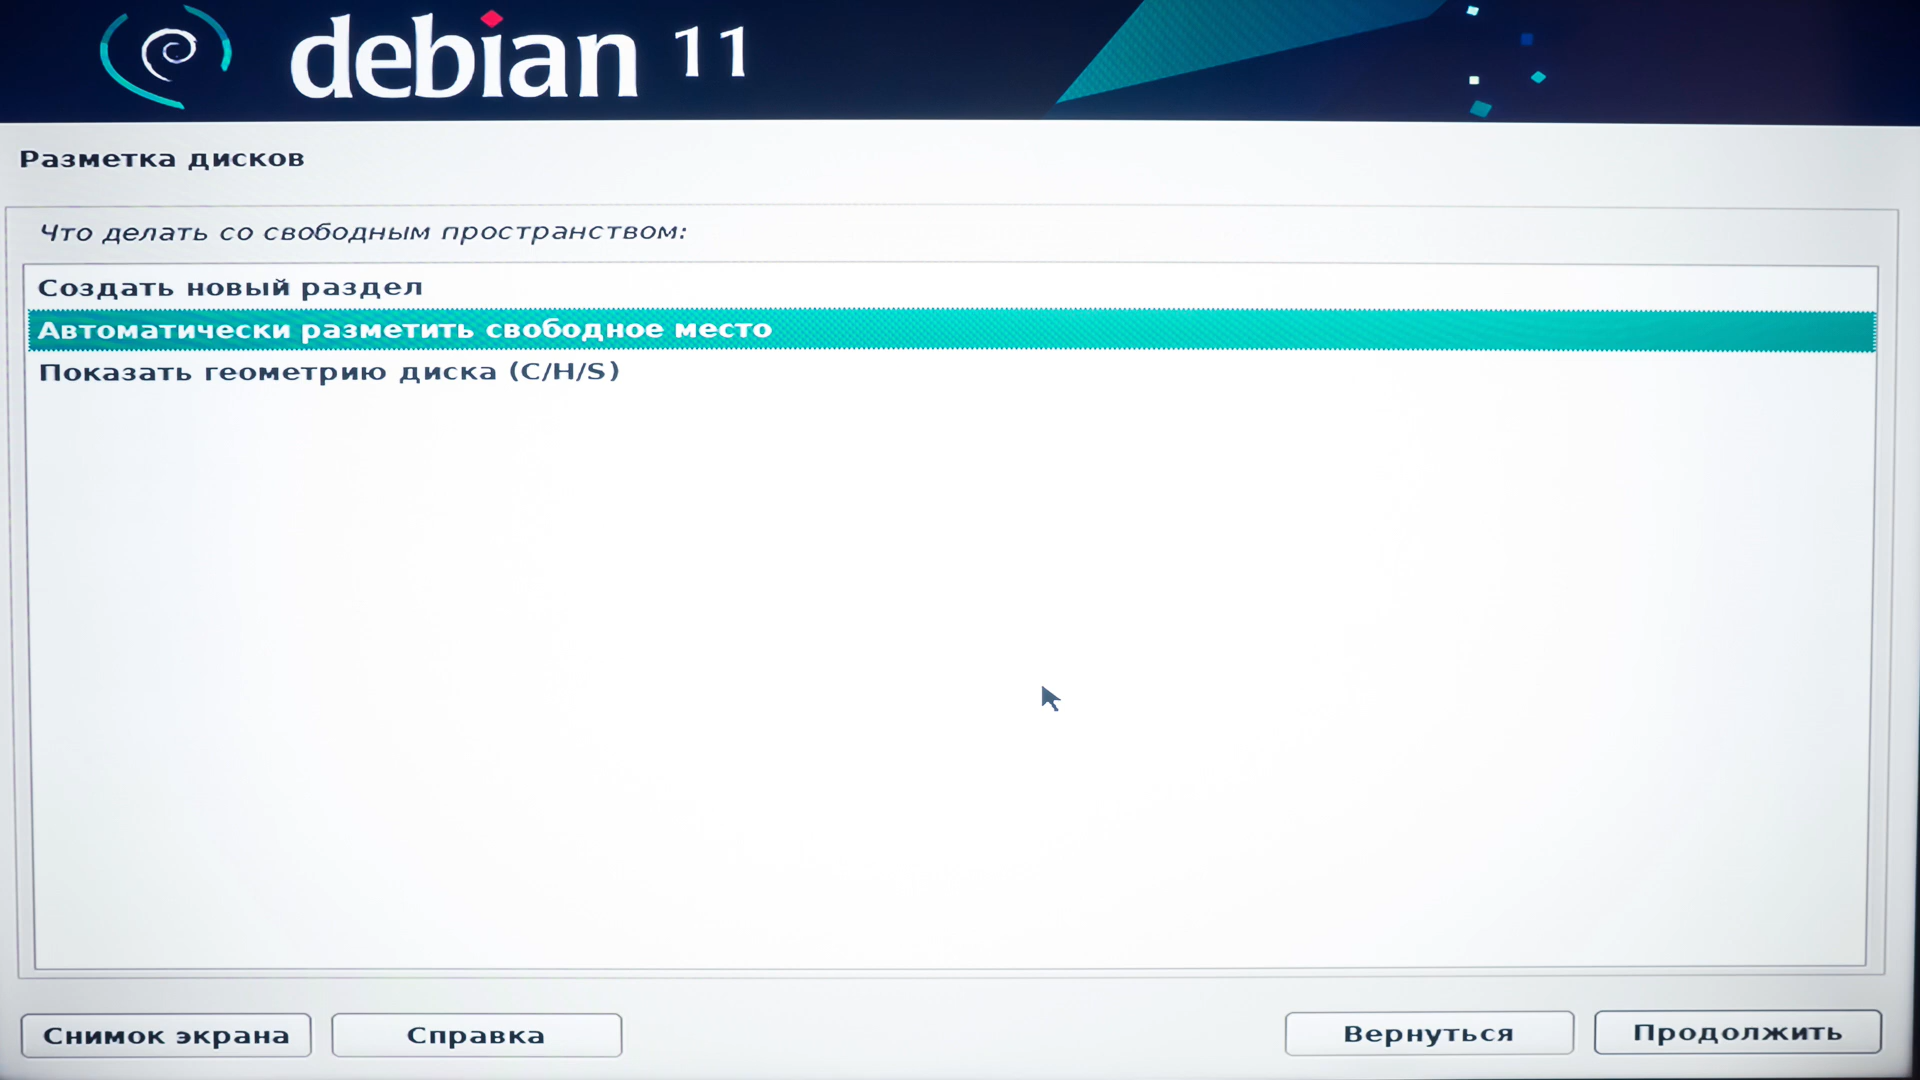 debian 11
Разметка дисков
Что делать со свободным пространством:
Создать новый раздел
Автоматически разметить свободное место
Показать геометрию диска (C/H/S)
Снимок экрана
Справка
Вернуться
Продолжить